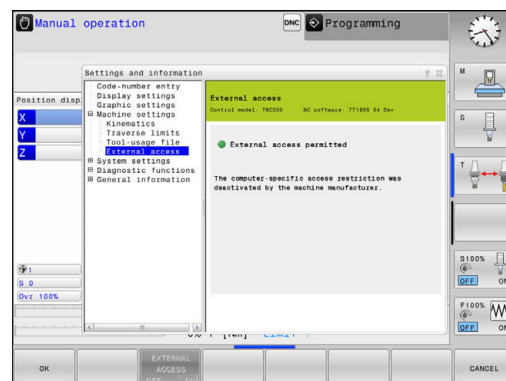 Manual operation
DNC
Programming
Settings and information
Position disp
X
Y
Z
Code-number entry
Display settings
Graphic settings
Machine settings
Kinematics
Traverse limits
Tool-usage file
External access
System settings
Diagnostic functions
General information
External access
Control model: TNC320 NC software: 771855 04 Dev
External access permitted
The computer-specific access restriction was
deactivated by the machine manufacturer.
M
S
T
1
S 0
Ovr 100%
S100%
OFF ON
F100%
OFF ON
OK
EXTERNAL
ACCESS
OFF ON
CANCEL